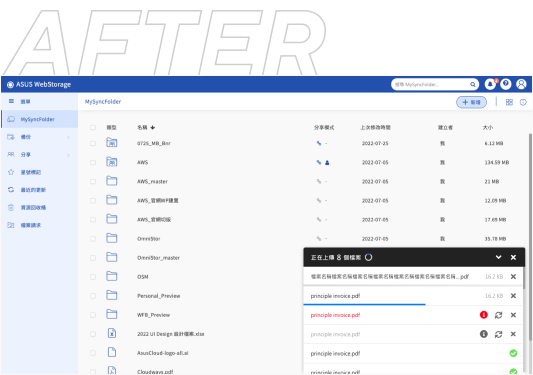 AFTER
ASUS WebStorage
搜尋 MySyncFolder...
選單
MySyncFolder
+ 新增
MySyncFolder
備份
分享
星號標記
最近的更新
資源回收桶
檔案請求
類型 名稱 分享模式 上次修改時間 建立者 大小
0725_MB_Bnr - 2022-07-25 我 6.12 MB
AWS 2022-07-05 我 134.59 MB
AWS_master - 2022-07-05 我 21 MB
AWS_官網WP建置 - 2022-07-05 我 12.09 MB
AWS_官網切版 - 2022-07-05 我 17.69 MB
OmniStor - 2022-07-05 我 35.78 MB
OmniStor_master
OSM
Personal_Preview
WFB_Preview
2022 UI Design 設計檔案.xlsx
AsusCloud-logo-all.ai
Cloudways.pdf
正在上傳 8 個檔案
檔案名稱檔案名稱檔案名稱檔案名稱檔案名稱檔案名稱...pdf 16.2 KB
principle invoice.pdf 16.2 KB
principle invoice.pdf
principle invoice.pdf
principle invoice.pdf
principle invoice.pdf